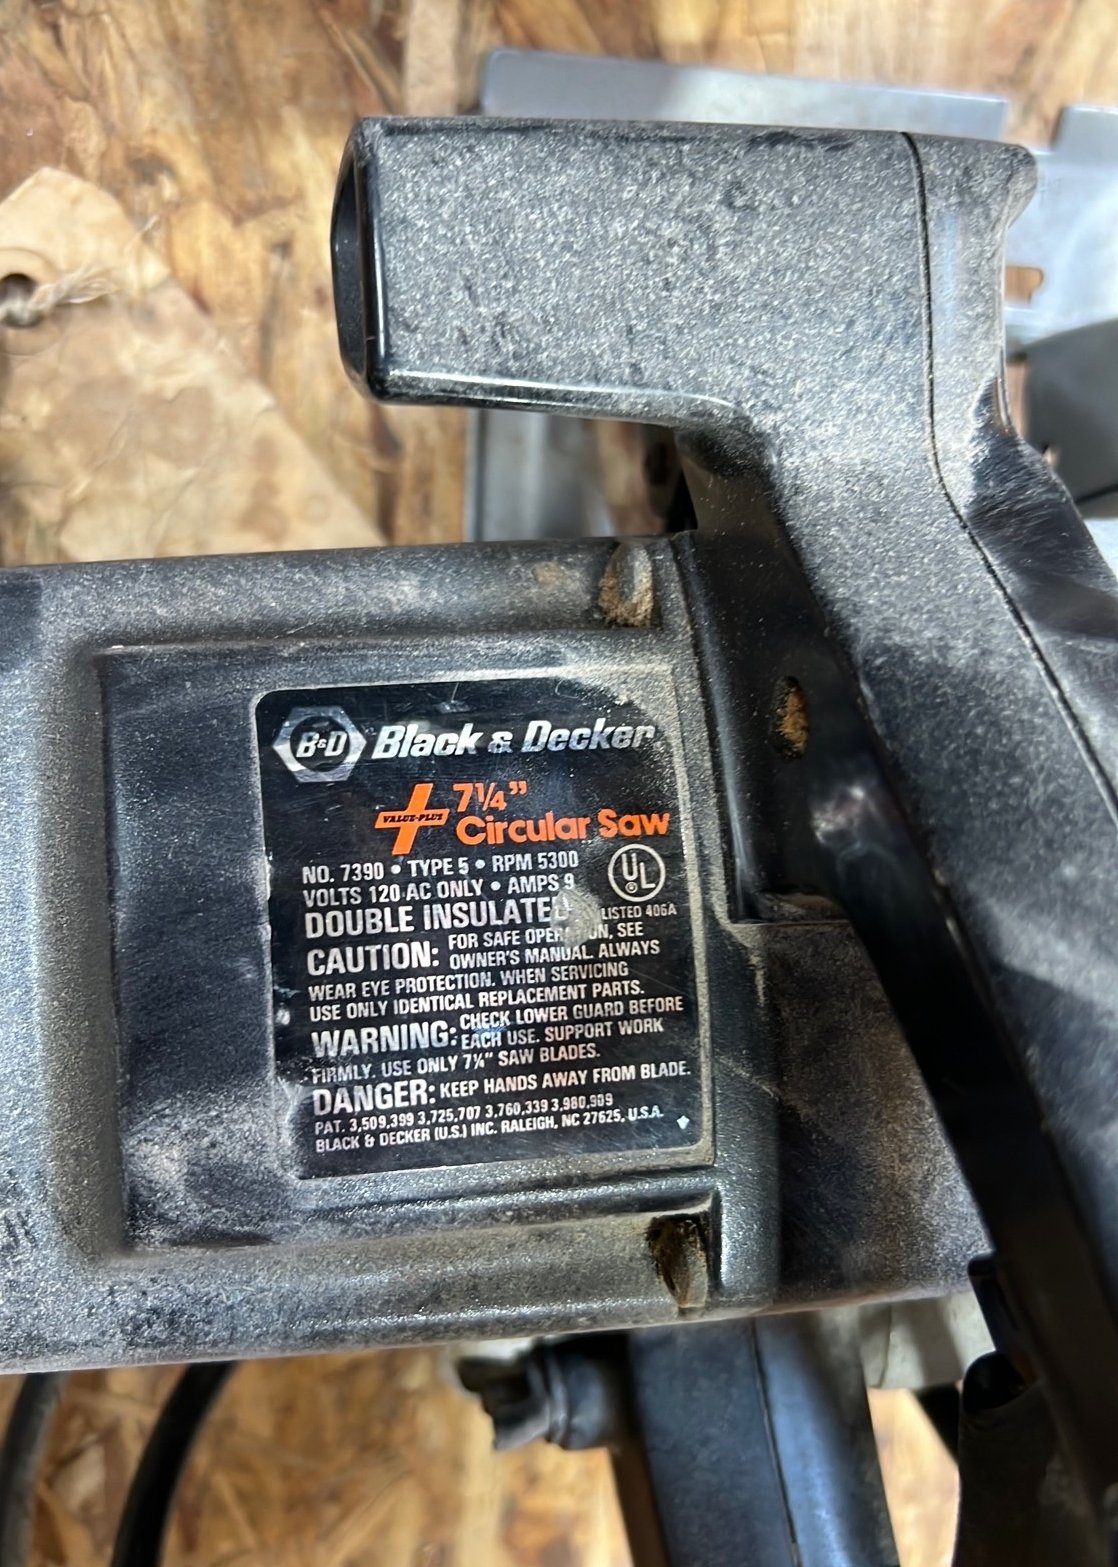 B&D Black & Decker
VALUE-PLUS 7¼"
Circular Saw
NO. 7390 • TYPE 5 • RPM 5300
VOLTS 120 AC ONLY • AMPS 9
UL
R
DOUBLE INSULATED LISTED 406A
CAUTION: FOR SAFE OPERATION, SEE
OWNER'S MANUAL. ALWAYS
WEAR EYE PROTECTION. WHEN SERVICING
USE ONLY IDENTICAL REPLACEMENT PARTS.
WARNING: CHECK LOWER GUARD BEFORE
EACH USE. SUPPORT WORK
FIRMLY. USE ONLY 7¼" SAW BLADES.
DANGER: KEEP HANDS AWAY FROM BLADE.
PAT. 3,509,399 3,725,707 3,760,339 3,980,909
BLACK & DECKER (U.S.) INC. RALEIGH, NC 27625, U.S.A.